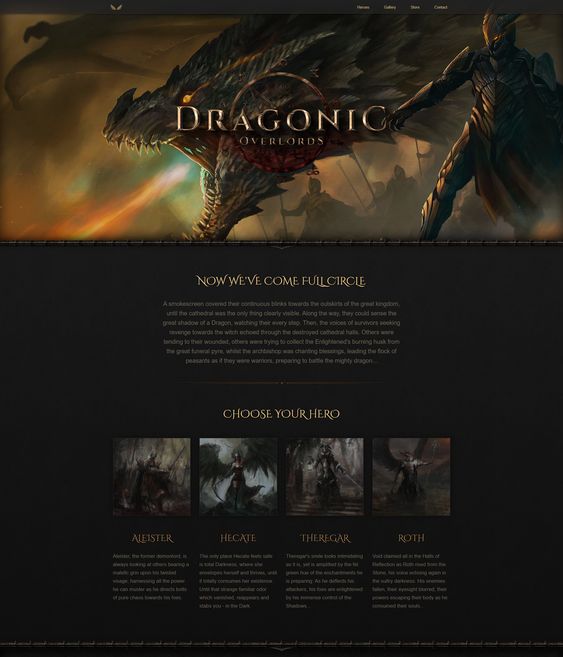 Heroes Gallery Store Contact
DRAGONIC
OVERLORDS
NOW WE'VE COME FULL CIRCLE
A smokescreen covered their continuous blinks towards the outskirts of the great kingdom,
until the cathedral was the only thing clearly visible. Along the way, they could sense the
great shadow of a Dragon, watching their every step. Then, the voices of survivors seeking
revenge towards the witch echoed through the destroyed cathedral halls. Others were
tending to their wounded, others were trying to collect the Enlightened's burning husk from
the great funeral pyre, whilst the archbishop was chanting blessings, leading the flock of
peasants as if they were warriors, preparing to battle the mighty dragon...
CHOOSE YOUR HERO
ALEISTER
Aleister, the former demonlord, is
always looking at others bearing a
malefic grin upon his twisted
visage, harnessing all the power
he can muster as he directs bolts
of pure chaos towards his foes.
HECATE
The only place Hecate feels safe
is total Darkness, where she
envelopes herself and thrives, until
it totally consumes her existence.
Until that strange familiar odor
which vanished, reappears and
stabs you - in the Dark
THEREGAR
Theregar's smile looks intimidating
as it is, yet is amplified by the
green hue of the enchantments he
is preparing. As he deflects his
attackers, his foes are enlightened
by his immense control of the
Shadows...
ROTH
Void claimed all in the Halls of
Reflection as Roth rised from the
Stone, his voice echoing again in
the sultry darkness. His enemies
fallen, their eyesight blurred, their
powers escaping their body as he
consumed their souls.